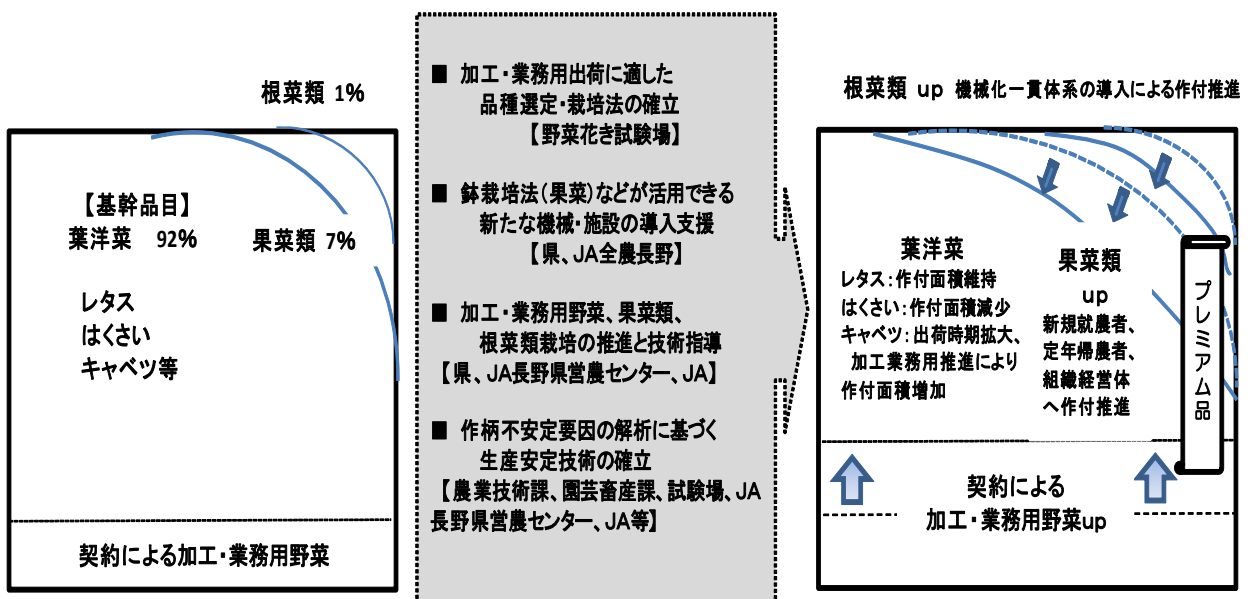 根菜類 1%
【基幹品目】
葉洋菜 92%
果菜類 7%
レタス
はくさい
キャベツ等
契約による加工・業務用野菜
■ 加工・業務用出荷に適した
品種選定・栽培法の確立
【野菜花き試験場】
■ 鉢栽培法(果菜)などが活用できる
新たな機械・施設の導入支援
【県、JA全農長野】
■ 加工・業務用野菜、果菜類、
根菜類栽培の推進と技術指導
【県、JA長野県営農センター、JA】
■ 作柄不安定要因の解析に基づく
生産安定技術の確立
【農業技術課、園芸畜産課、試験場、JA
長野県営農センター、JA等】
根菜類 up 機械化一貫体系の導入による作付推進
葉洋菜
レタス:作付面積維持
はくさい:作付面積減少
キャベツ:出荷時期拡大、
加工業務用推進により
作付面積増加
果菜類
up
新規就農者、
定年帰農者、
組織経営体
へ作付推進
プレミアム品
契約による
加工・業務用野菜up